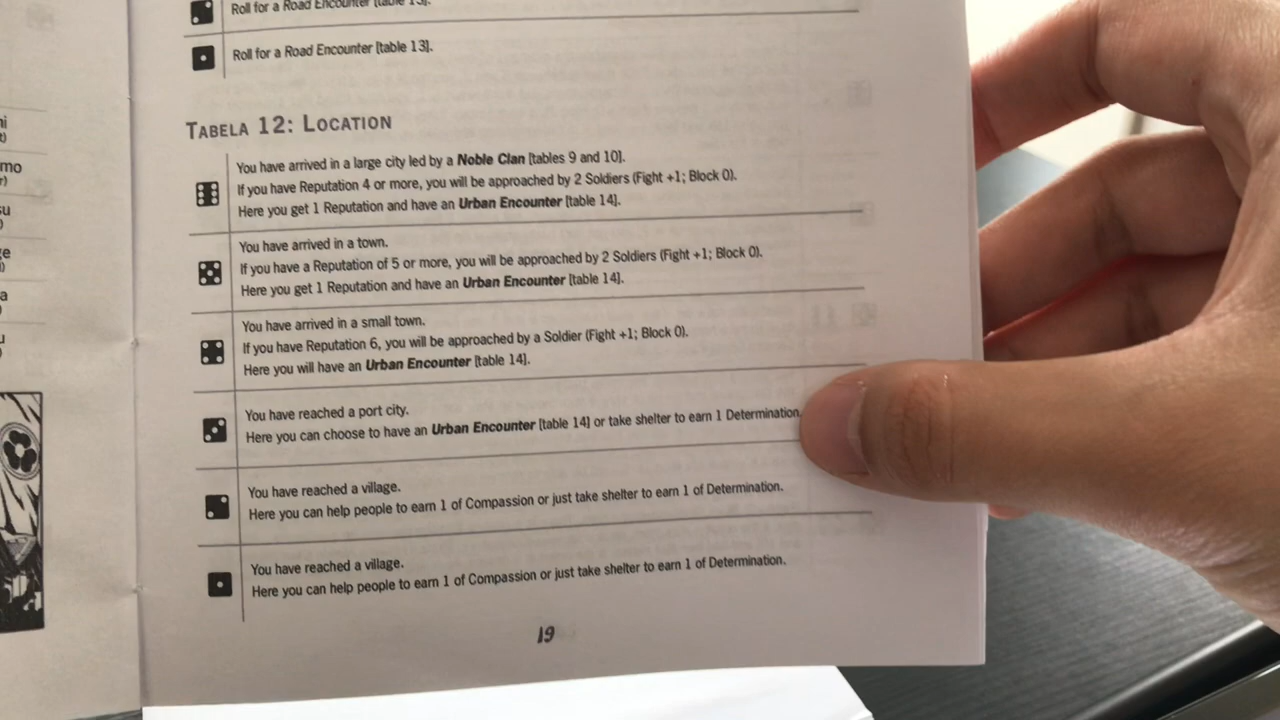 Roll for a Road Encounter [table 13].
Roll for a Road Encounter [table 13].
TABELA 12: LOCATION
You have arrived in a large city led by a Noble Clan [tables 9 and 10].
If you have Reputation 4 or more, you will be approached by 2 Soldiers (Fight +1; Block 0).
Here you get 1 Reputation and have an Urban Encounter [table 14].
You have arrived in a town.
If you have a Reputation of 5 or more, you will be approached by 2 Soldiers (Fight +1; Block 0).
Here you get 1 Reputation and have an Urban Encounter [table 14].
You have arrived in a small town.
If you have Reputation 6, you will be approached by a Soldier (Fight +1; Block 0).
Here you will have an Urban Encounter [table 14].
You have reached a port city.
Here you can choose to have an Urban Encounter [table 14] or take shelter to earn 1 Determination
You have reached a village.
Here you can help people to earn 1 of Compassion or just take shelter to earn 1 of Determination.
You have reached a village.
Here you can help people to earn 1 of Compassion or just take shelter to earn 1 of Determination.
19